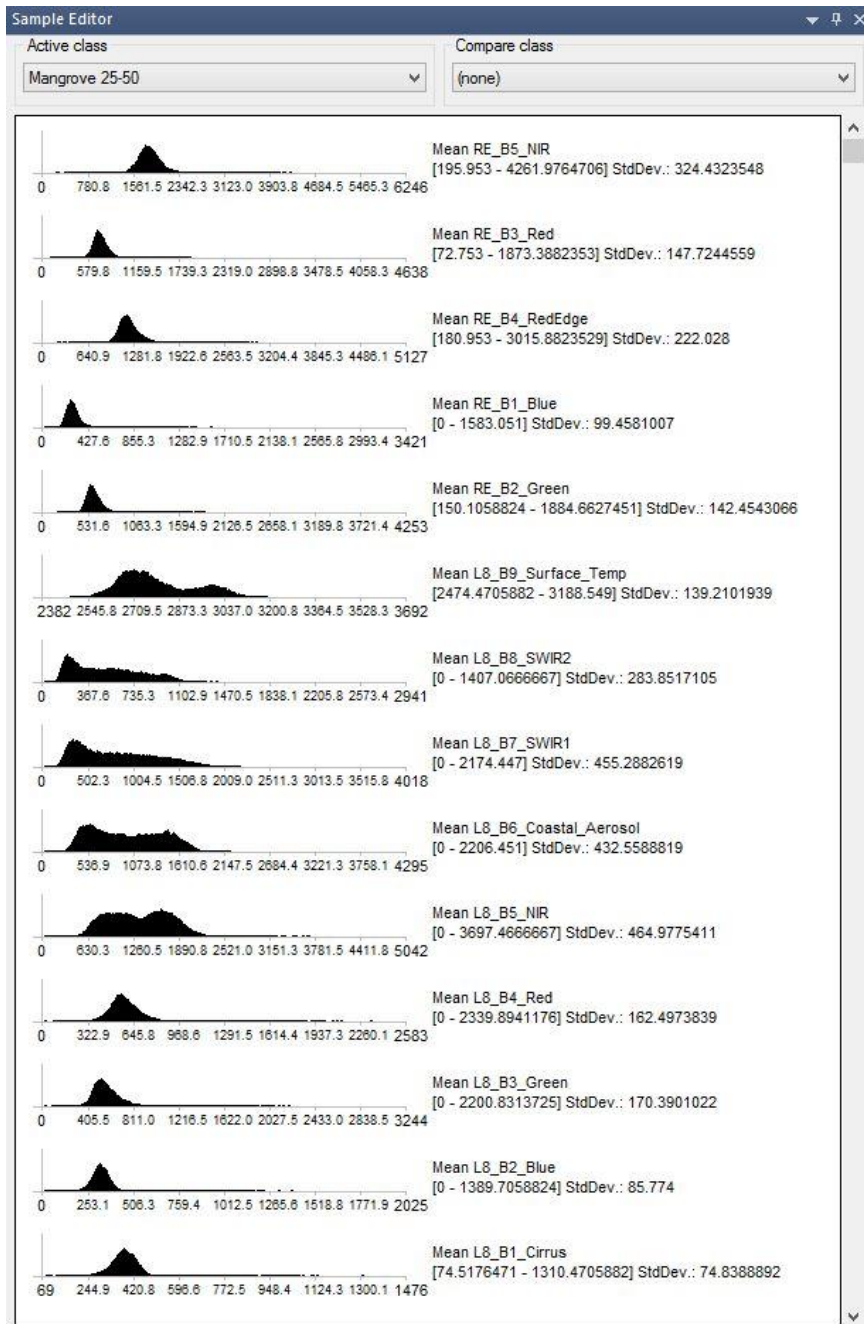 Sample Editor
Active class
Compare class
Mangrove 25-50
(none)
Mean RE_B5_NIR
[195.953 - 4261.9764706] StdDev.: 324.4323548
0 780.8 1561.5 2342.3 3123.0 3903.8 4684.5 5465.3 6246
Mean RE_B3_Red
[72.753 - 1873.3882353] StdDev.: 147.7244559
0 579.8 1159.5 1739.3 2319.0 2898.8 3478.5 4058.3 4638
Mean RE_B4_RedEdge
[180.953 - 3015.8823529] StdDev.: 222.028
0 640.9 1281.8 1922.6 2563.5 3204.4 3845.3 4486.1 5127
Mean RE_B1_Blue
[0 - 1583.051] StdDev.: 99.4581007
0 427.6 855.3 1282.9 1710.5 2138.1 2565.8 2993.4 3421
Mean RE_B2_Green
[150.1058824 - 1884.6627451] StdDev.: 142.4543066
0 531.6 1063.3 1594.9 2126.5 2658.1 3189.8 3721.4 4253
Mean L8_B9_Surface_Temp
[2474.4705882 - 3188.549] StdDev.: 139.2101939
2382 2545.8 2709.5 2873.3 3037.0 3200.8 3364.5 3528.3 3692
Mean L8_B8_SWIR2
[0 - 1407.0666667] StdDev.: 283.8517105
0 367.6 735.3 1102.9 1470.5 1838.1 2205.8 2573.4 2941
Mean L8_B7_SWIR1
[0 - 2174.447] StdDev.: 455.2882619
0 502.3 1004.5 1506.8 2009.0 2511.3 3013.5 3515.8 4018
Mean L8_B6_Coastal_Aerosol
[0 - 2206.451] StdDev.: 432.5588819
0 536.9 1073.8 1610.6 2147.5 2684.4 3221.3 3758.1 4295
Mean L8_B5_NIR
[0 - 3697.4666667] StdDev.: 464.9775411
0 630.3 1260.5 1890.8 2521.0 3151.3 3781.5 4411.8 5042
Mean L8_B4_Red
[0 - 2339.8941176] StdDev.: 162.4973839
0 322.9 645.8 968.6 1291.5 1614.4 1937.3 2260.1 2583
Mean L8_B3_Green
[0 - 2200.8313725] StdDev.: 170.3901022
0 405.5 811.0 1216.5 1622.0 2027.5 2433.0 2838.5 3244
Mean L8_B2_Blue
[0 - 1389.7058824] StdDev.: 85.774
0 253.1 506.3 759.4 1012.5 1265.6 1518.8 1771.9 2025
Mean L8_B1_Cirrus
[74.5176471 - 1310.4705882] StdDev.: 74.8388892
69 244.9 420.8 596.6 772.5 948.4 1124.3 1300.1 1476